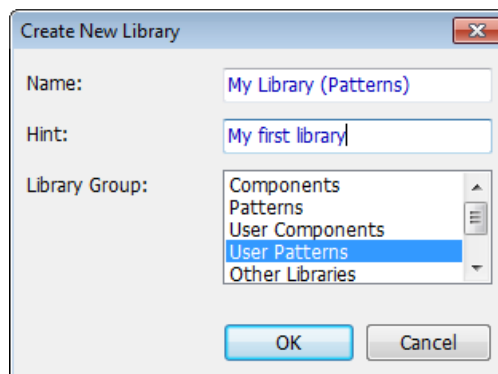 Create New Library
Name:
My Library (Patterns)
Hint:
My first library
Library Group:
Components
Patterns
User Components
User Patterns
Other Libraries
OK
Cancel